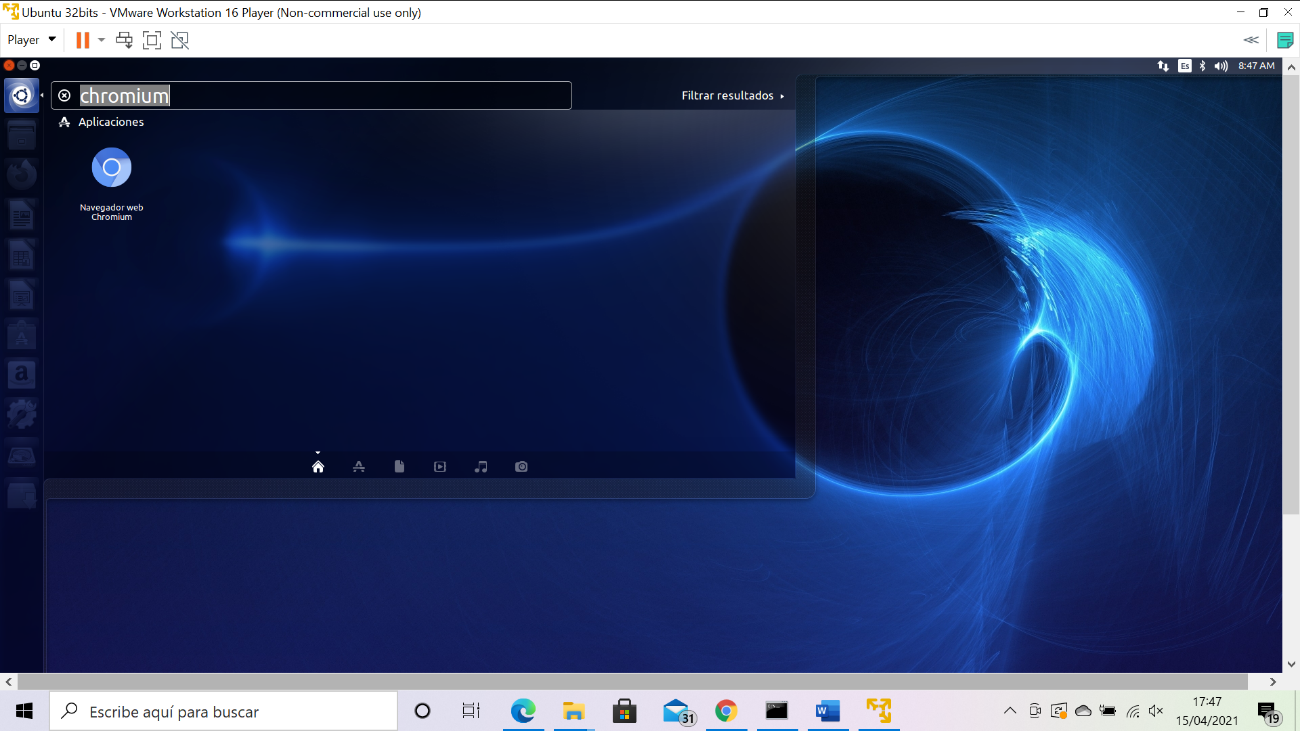 Ubuntu 32bits - VMware Workstation 16 Player (Non-commercial use only)
Player
Es
8:47 AM
chromium
Filtrar resultados
Aplicaciones
Navegador web
Chromium
a
Escribe aquí para buscar
31
W
17:47
15/04/2021
19